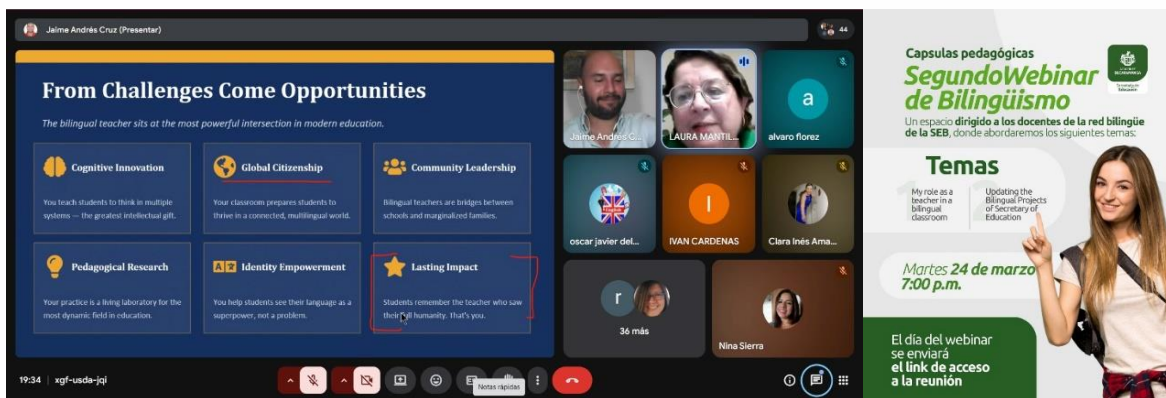 Jaime Andrés Cruz (Presentar)
44
From Challenges Come Opportunities
The bilingual teacher sits at the most powerful intersection in modern education.
Cognitive Innovation
You teach students to think in multiple
systems — the greatest intellectual gift.
Global Citizenship
Your classroom prepares students to
thrive in a connected, multilingual world.
Community Leadership
Bilingual teachers are bridges between
schools and marginalized families.
Pedagogical Research
Your practice is a living laboratory for the
most dynamic field in education.
Identity Empowerment
You help students see their language as a
superpower, not a problem.
Lasting Impact
Students remember the teacher who saw
their full humanity. That's you.
Jaime Andrés C...
LAURA MANTIL...
a
alvaro florez
oscar javier del...
I
IVAN CARDENAS
Clara Inés Ama...
r
36 más
Nina Sierra
19:34 | xgf-usda-jqi
Notas rápidas
Capsulas pedagógicas
SegundoWebinar
de Bilingüismo
Un espacio dirigido a los docentes de la red bilingüe
de la SEB, donde abordaremos los siguientes temas:
Temas
1
My role as a
teacher in a
bilingual
classroom
2
Updating the
Bilingual Projects
of Secretary of
Education
Martes 24 de marzo
7:00 p.m.
El día del webinar
se enviará
el link de acceso
a la reunión